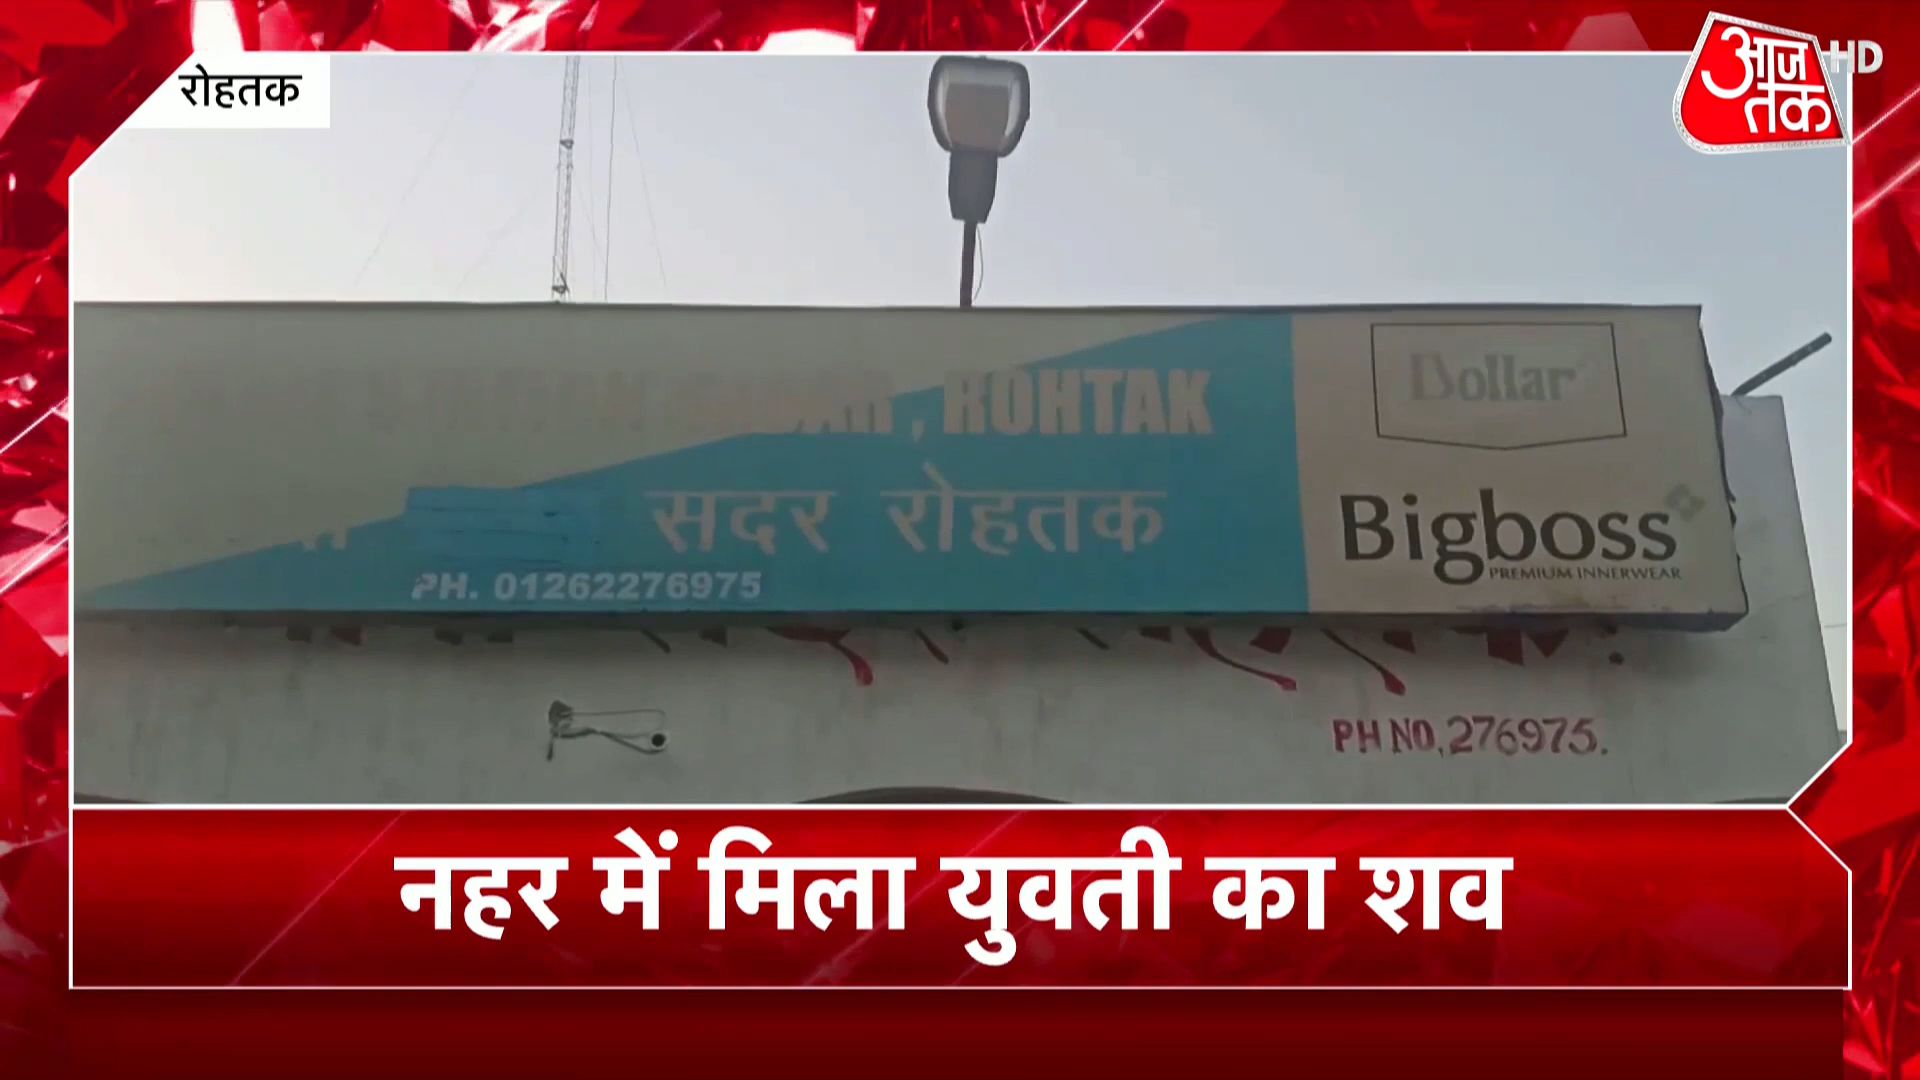 रोहतक
आज तक HD
, ROHTAK
सदर रोहतक
PH. 01262276975
Dollar
Bigboss
PREMIUM INNERWEAR
PH NO. 276975.
नहर में मिला युवती का शव